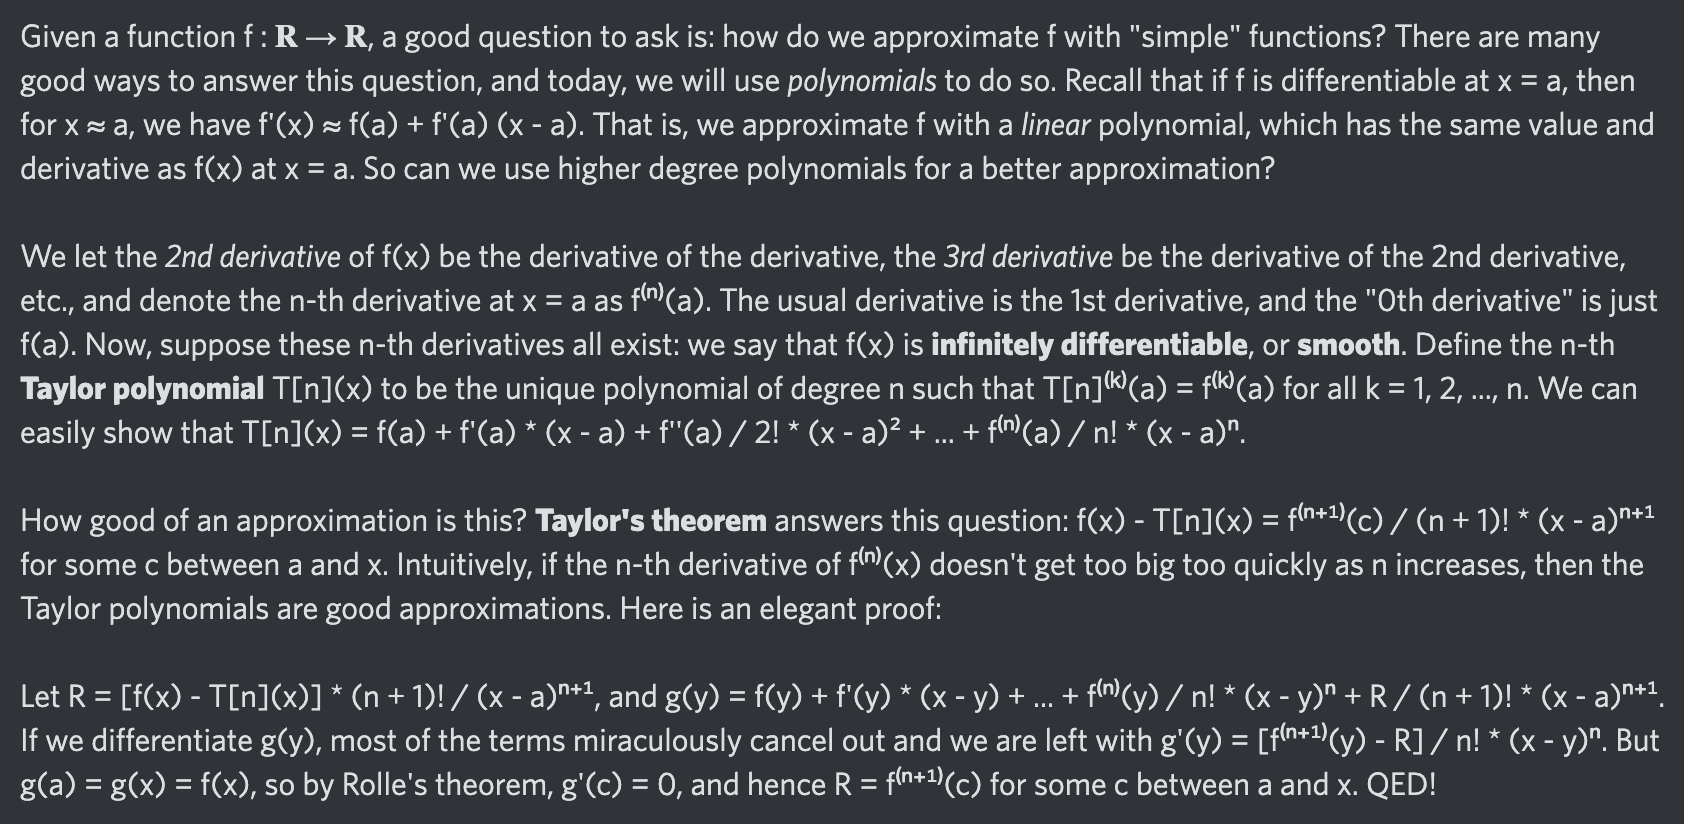 Given a function f : R → R, a good question to ask is: how do we approximate f with "simple" functions? There are many
good ways to answer this question, and today, we will use polynomials to do so. Recall that if f is differentiable at x = a, then
for x ≈ a, we have f'(x) ≈ f(a) + f'(a) (x - a). That is, we approximate f with a linear polynomial, which has the same value and
derivative as f(x) at x = a. So can we use higher degree polynomials for a better approximation?
We let the 2nd derivative of f(x) be the derivative of the derivative, the 3rd derivative be the derivative of the 2nd derivative,
etc., and denote the n-th derivative at x = a as f⁽ⁿ⁾(a). The usual derivative is the 1st derivative, and the "0th derivative" is just
f(a). Now, suppose these n-th derivatives all exist: we say that f(x) is infinitely differentiable, or smooth. Define the n-th
Taylor polynomial T[n](x) to be the unique polynomial of degree n such that T[n]⁽ᵏ⁾(a) = f⁽ᵏ⁾(a) for all k = 1, 2, ..., n. We can
easily show that T[n](x) = f(a) + f'(a) * (x - a) + f''(a) / 2! * (x - a)² + ... + f⁽ⁿ⁾(a) / n! * (x - a)ⁿ.
How good of an approximation is this? Taylor's theorem answers this question: f(x) - T[n](x) = f⁽ⁿ⁺¹⁾(c) / (n + 1)! * (x - a)ⁿ⁺¹
for some c between a and x. Intuitively, if the n-th derivative of f⁽ⁿ⁾(x) doesn't get too big too quickly as n increases, then the
Taylor polynomials are good approximations. Here is an elegant proof:
Let R = [f(x) - T[n](x)] * (n + 1)! / (x - a)ⁿ⁺¹, and g(y) = f(y) + f'(y) * (x - y) + ... + f⁽ⁿ⁾(y) / n! * (x - y)ⁿ + R / (n + 1)! * (x - a)ⁿ⁺¹.
If we differentiate g(y), most of the terms miraculously cancel out and we are left with g'(y) = [f⁽ⁿ⁺¹⁾(y) - R] / n! * (x - y)ⁿ. But
g(a) = g(x) = f(x), so by Rolle's theorem, g'(c) = 0, and hence R = f⁽ⁿ⁺¹⁾(c) for some c between a and x. QED!